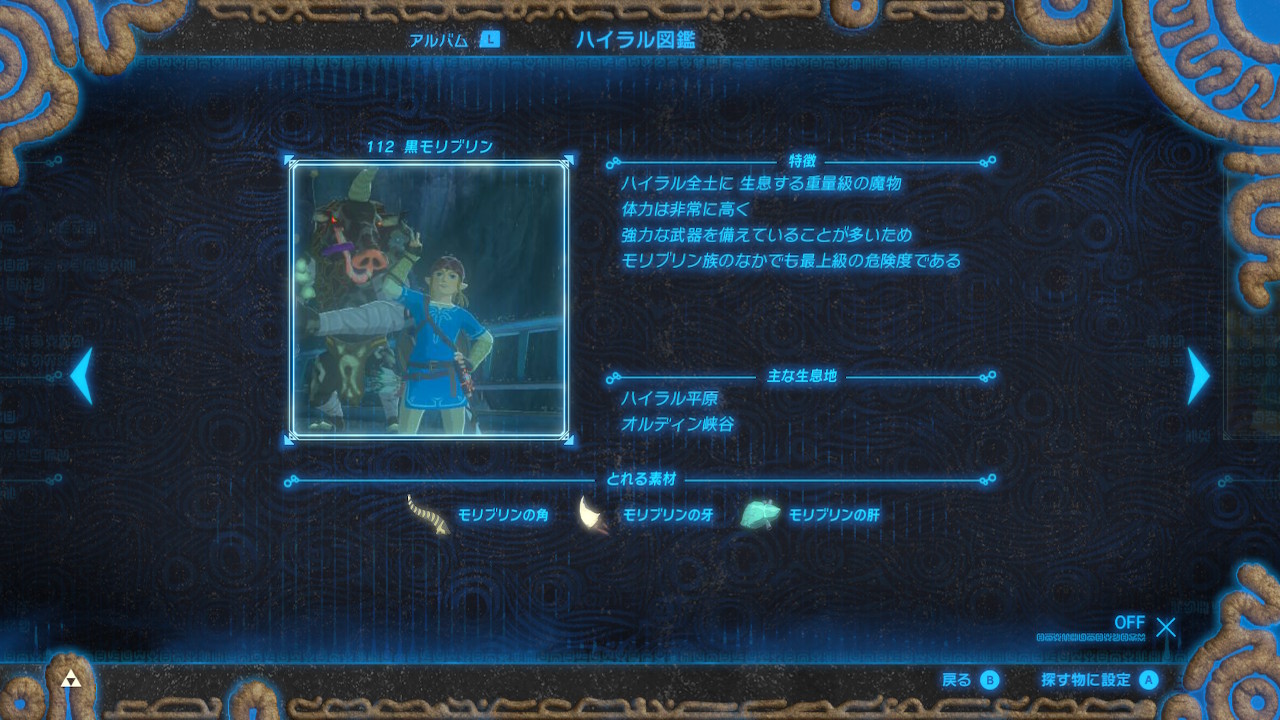 アルバム L
ハイラル図鑑
112 黒モリブリン
特徴
ハイラル全土に 生息する重量級の魔物
体力は非常に高く
強力な武器を備えていることが多いため
モリブリン族のなかでも最上級の危険度である
主な生息地
ハイラル平原
オルディン峡谷
とれる素材
モリブリンの角
モリブリンの牙
モリブリンの肝
OFF
戻る B
探す物に設定 A